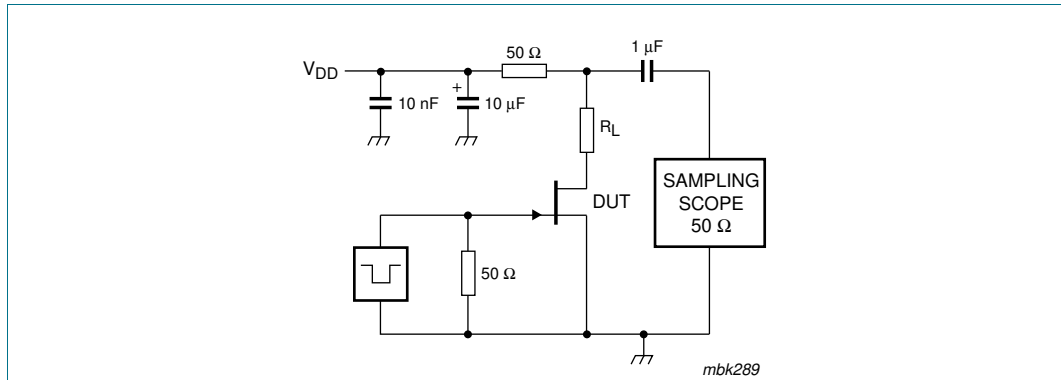 50 Ω
1 µF
V_DD
+
10 nF
10 µF
R_L
DUT
SAMPLING
SCOPE
50 Ω
50 Ω
mbk289